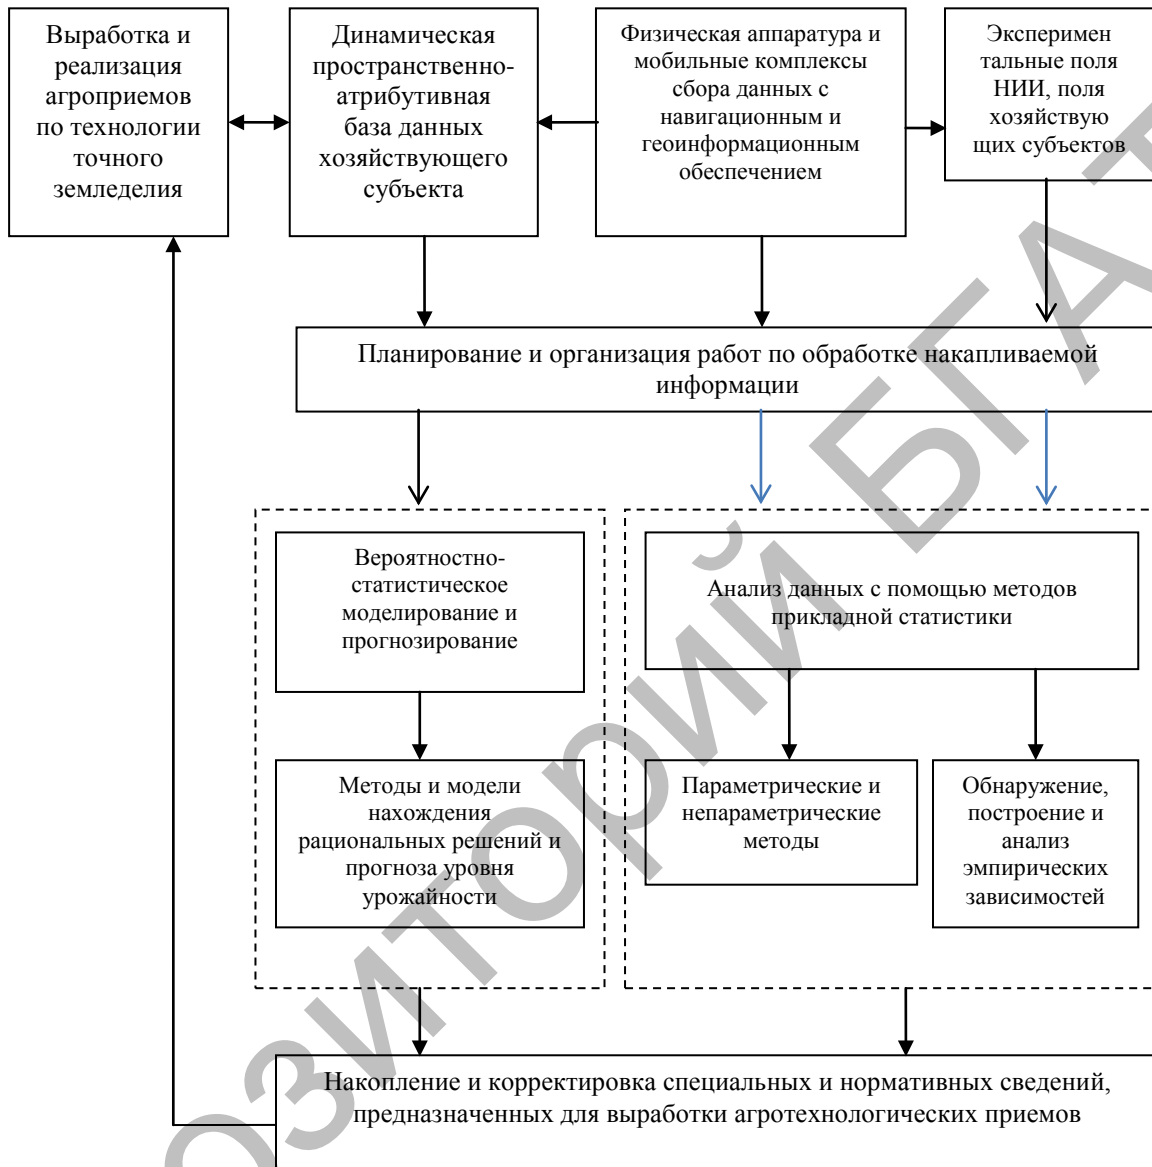 Выработка и
реализация
агроприемов
по технологии
точного
земледелия
Динамическая
пространственно-
атрибутивная
база данных
хозяйствующего
субъекта
Физическая аппаратура и
мобильные комплексы
сбора данных с
навигационным и
геоинформационным
обеспечением
Эксперимен
тальные поля
НИИ, поля
хозяйствую
щих субъектов
Планирование и организация работ по обработке накапливаемой
информации
Вероятностно-
статистическое
моделирование и
прогнозирование
Анализ данных с помощью методов
прикладной статистики
Методы и модели
нахождения
рациональных решений и
прогноза уровня
урожайности
Параметрические и
непараметрические
методы
Обнаружение,
построение и
анализ
эмпирических
зависимостей
Накопление и корректировка специальных и нормативных сведений,
предназначенных для выработки агротехнологических приемов
озиторий БГАТ